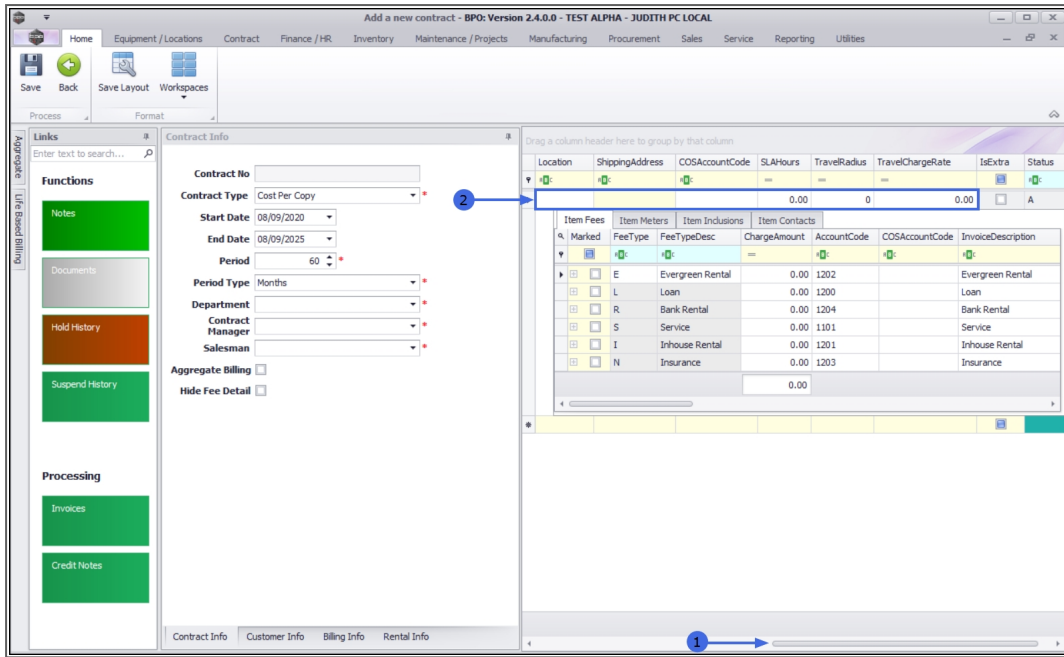 Add a new contract - BPO: Version 2.4.0.0 - TEST ALPHA - JUDITH PC LOCAL
Home Equipment / Locations Contract Finance / HR Inventory Maintenance / Projects Manufacturing Procurement Sales Service Reporting Utilities
Save Back Save Layout Workspaces
Process Format
Aggregate
Life Based Billing
Links
Enter text to search...
Functions
Notes
Documents
Hold History
Suspend History
Processing
Invoices
Credit Notes
Contract Info
Contract No
Contract Type Cost Per Copy *
Start Date 08/09/2020
End Date 08/09/2025
Period 60 *
Period Type Months *
Department *
Contract Manager *
Salesman *
Aggregate Billing
Hide Fee Detail
Contract Info Customer Info Billing Info Rental Info
Drag a column header here to group by that column
Location ShippingAddress COSAccountCode SLAHours TravelRadius TravelChargeRate IsExtra Status
2
0.00 0 0.00 A
Item Fees Item Meters Item Inclusions Item Contacts
Marked FeeType FeeTypeDesc ChargeAmount AccountCode COSAccountCode InvoiceDescription
E Evergreen Rental 0.00 1202 Evergreen Rental
L Loan 0.00 1200 Loan
R Bank Rental 0.00 1204 Bank Rental
S Service 0.00 1101 Service
I Inhouse Rental 0.00 1201 Inhouse Rental
N Insurance 0.00 1203 Insurance
0.00
1